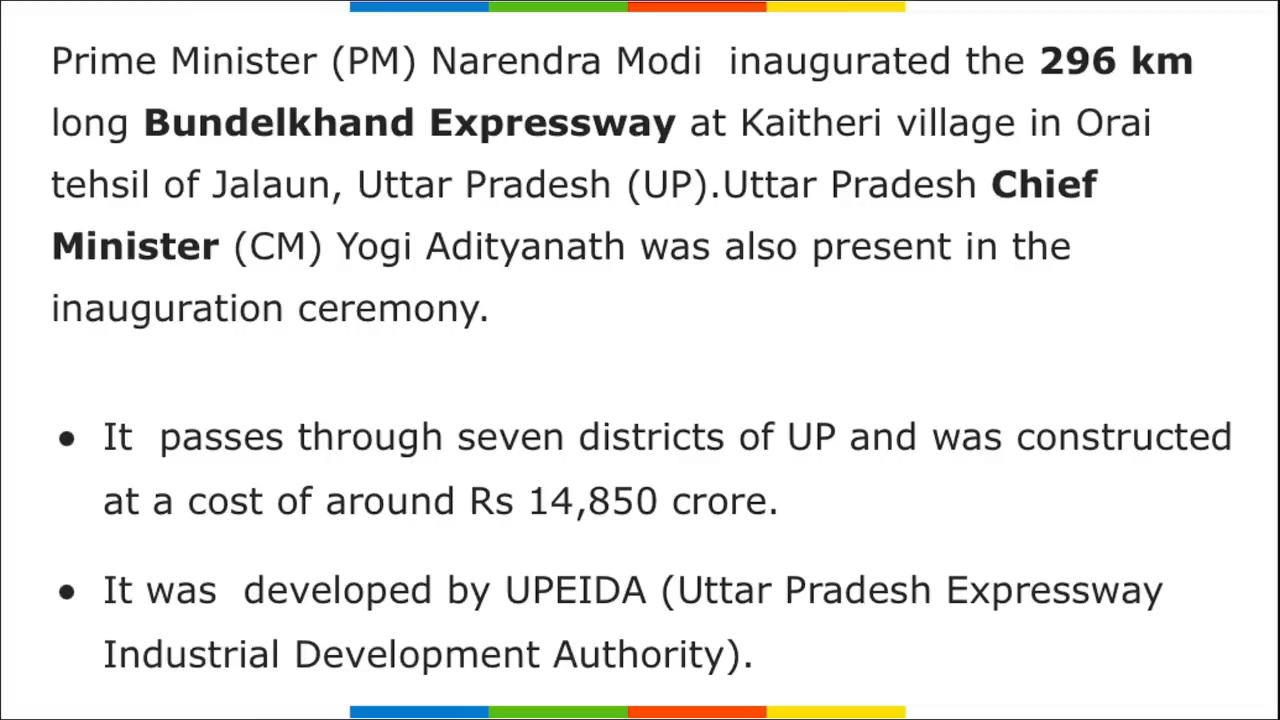 Prime Minister (PM) Narendra Modi  inaugurated the 296 km
long Bundelkhand Expressway at Kaitheri village in Orai
tehsil of Jalaun, Uttar Pradesh (UP).Uttar Pradesh Chief
Minister (CM) Yogi Adityanath was also present in the
inauguration ceremony.
● It  passes through seven districts of UP and was constructed
at a cost of around Rs 14,850 crore.
● It was  developed by UPEIDA (Uttar Pradesh Expressway
Industrial Development Authority).